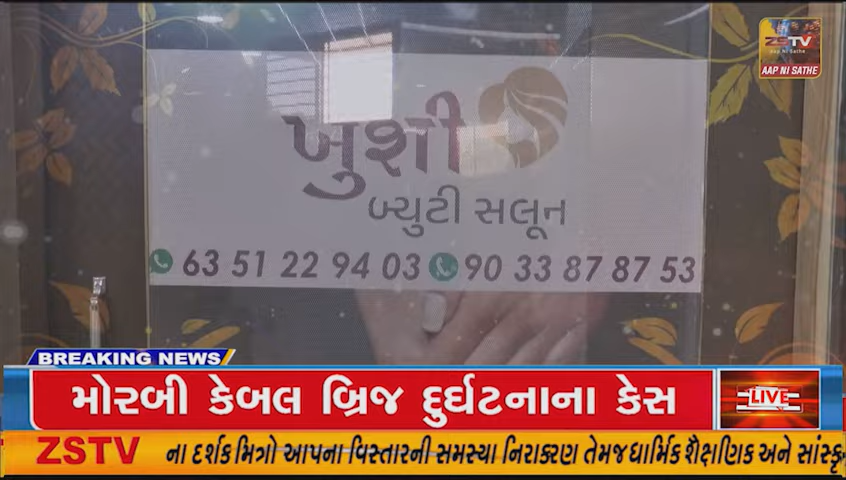 ZSTV
Aap Ni Sathe
AAP NI SATHE
ખુશી
બ્યુટી સલૂન
63 51 22 94 03 90 33 87 87 53
BREAKING NEWS
મોરબી કેબલ બ્રિજ દુર્ઘટનાના કેસ
LIVE
ZSTV ના દર્શક મિત્રો આપના વિસ્તારની સમસ્યા નિરાકરણ તેમજ ધાર્મિક શૈક્ષણિક અને સાંસ્કૃ